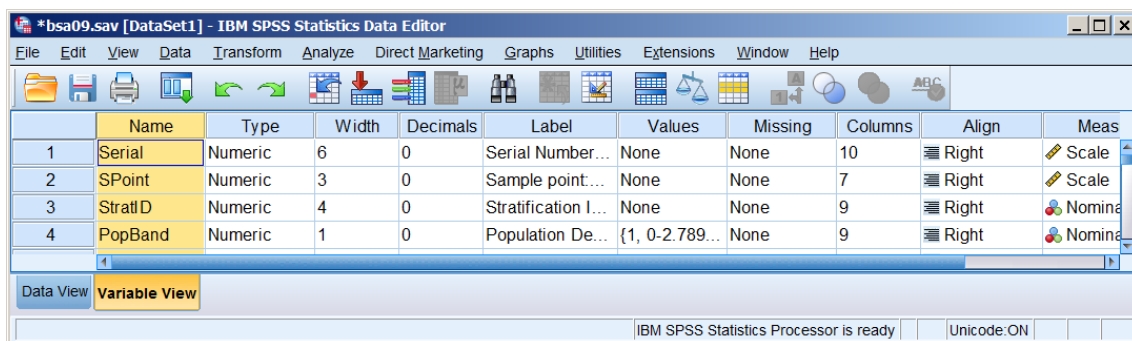 *bsa09.sav [DataSet1] - IBM SPSS Statistics Data Editor
File Edit View Data Transform Analyze Direct Marketing Graphs Utilities Extensions Window Help
Name Type Width Decimals Label Values Missing Columns Align Meas
1 Serial Numeric 6 0 Serial Number... None None 10 Right Scale
2 SPoint Numeric 3 0 Sample point:... None None 7 Right Scale
3 StratID Numeric 4 0 Stratification I... None None 9 Right Nomina
4 PopBand Numeric 1 0 Population De... {1, 0-2.789... None 9 Right Nomina
Data View Variable View
IBM SPSS Statistics Processor is ready Unicode:ON